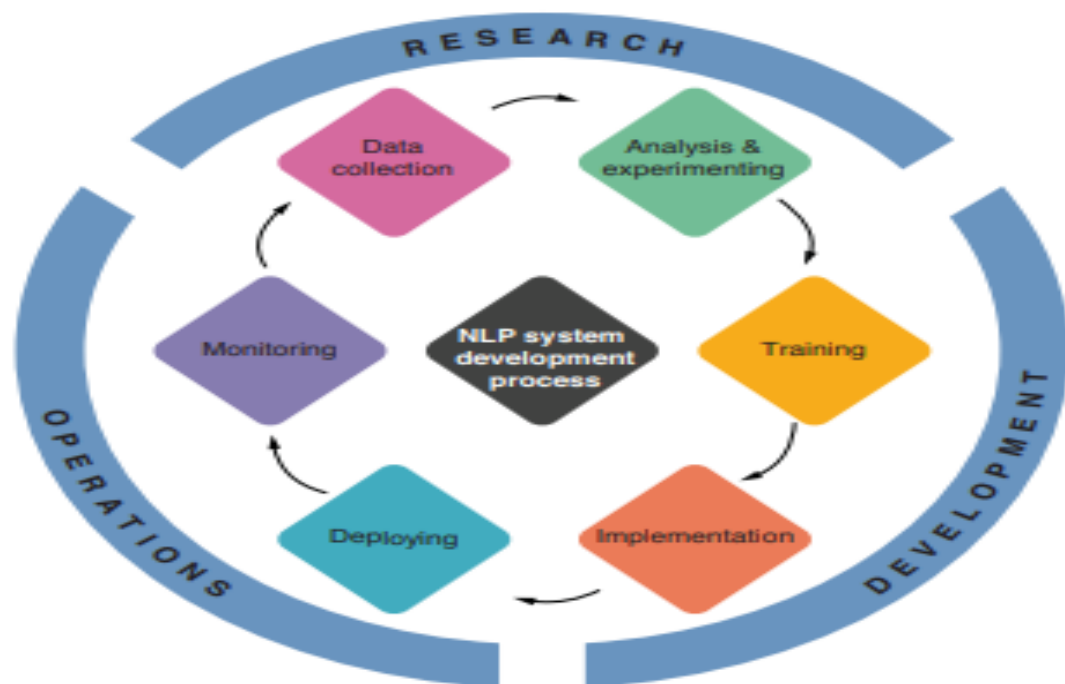 RESEARCH
Data
collection
Analysis &
experimenting
Monitoring
NLP system
development
process
Training
OPERATIONS
DEVELOPMENT
Deploying
Implementation